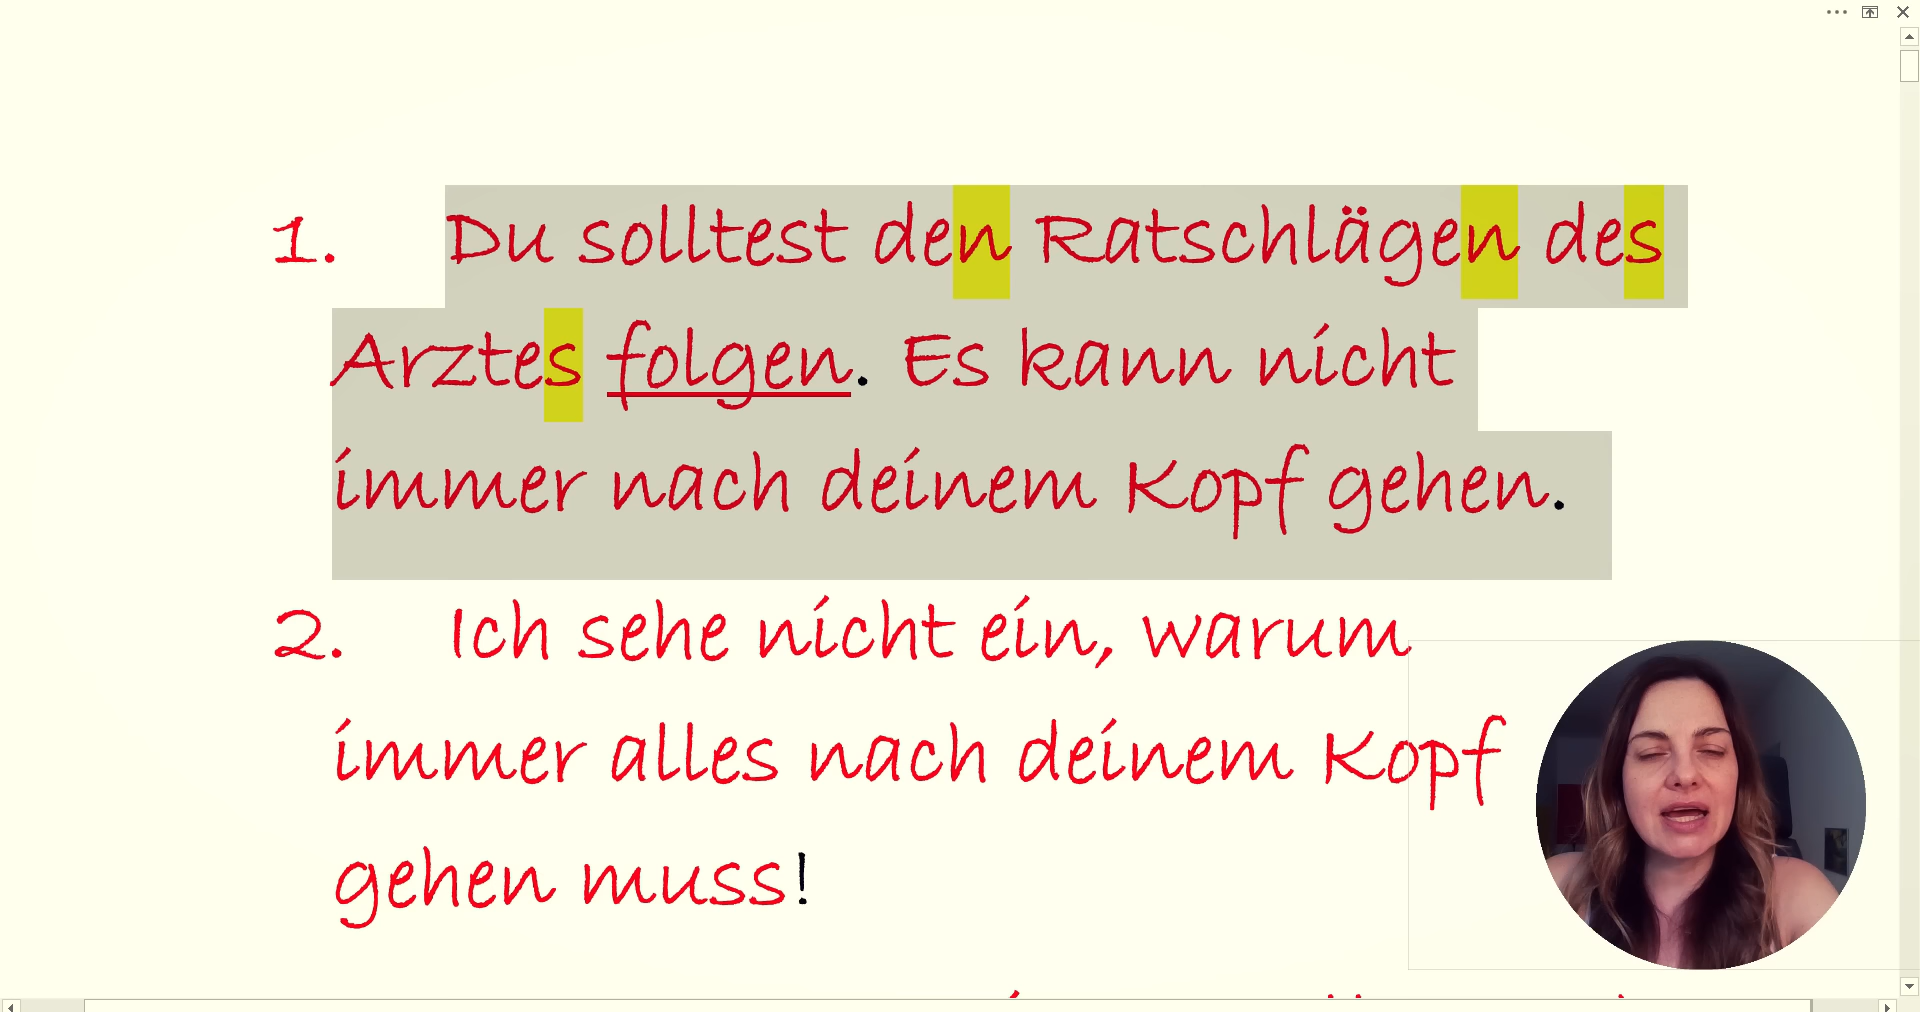 1. Du solltest den Ratschlägen des
Arztes folgen. Es kann nicht
immer nach deinem Kopf gehen.
2. Ich sehe nicht ein, warum
immer alles nach deinem Kopf
gehen muss!